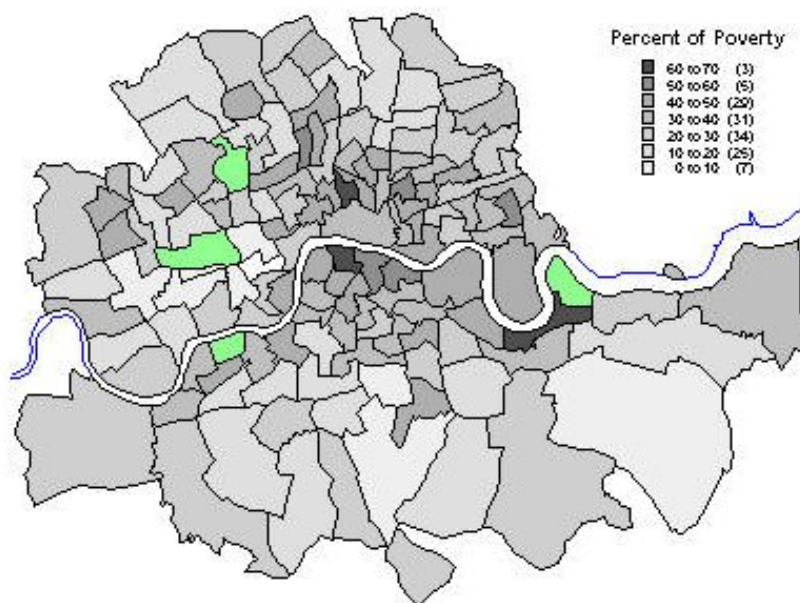 Percent of Poverty
60 to 70 (3)
50 to 60 (5)
40 to 50 (29)
30 to 40 (31)
20 to 30 (34)
10 to 20 (25)
0 to 10 (7)